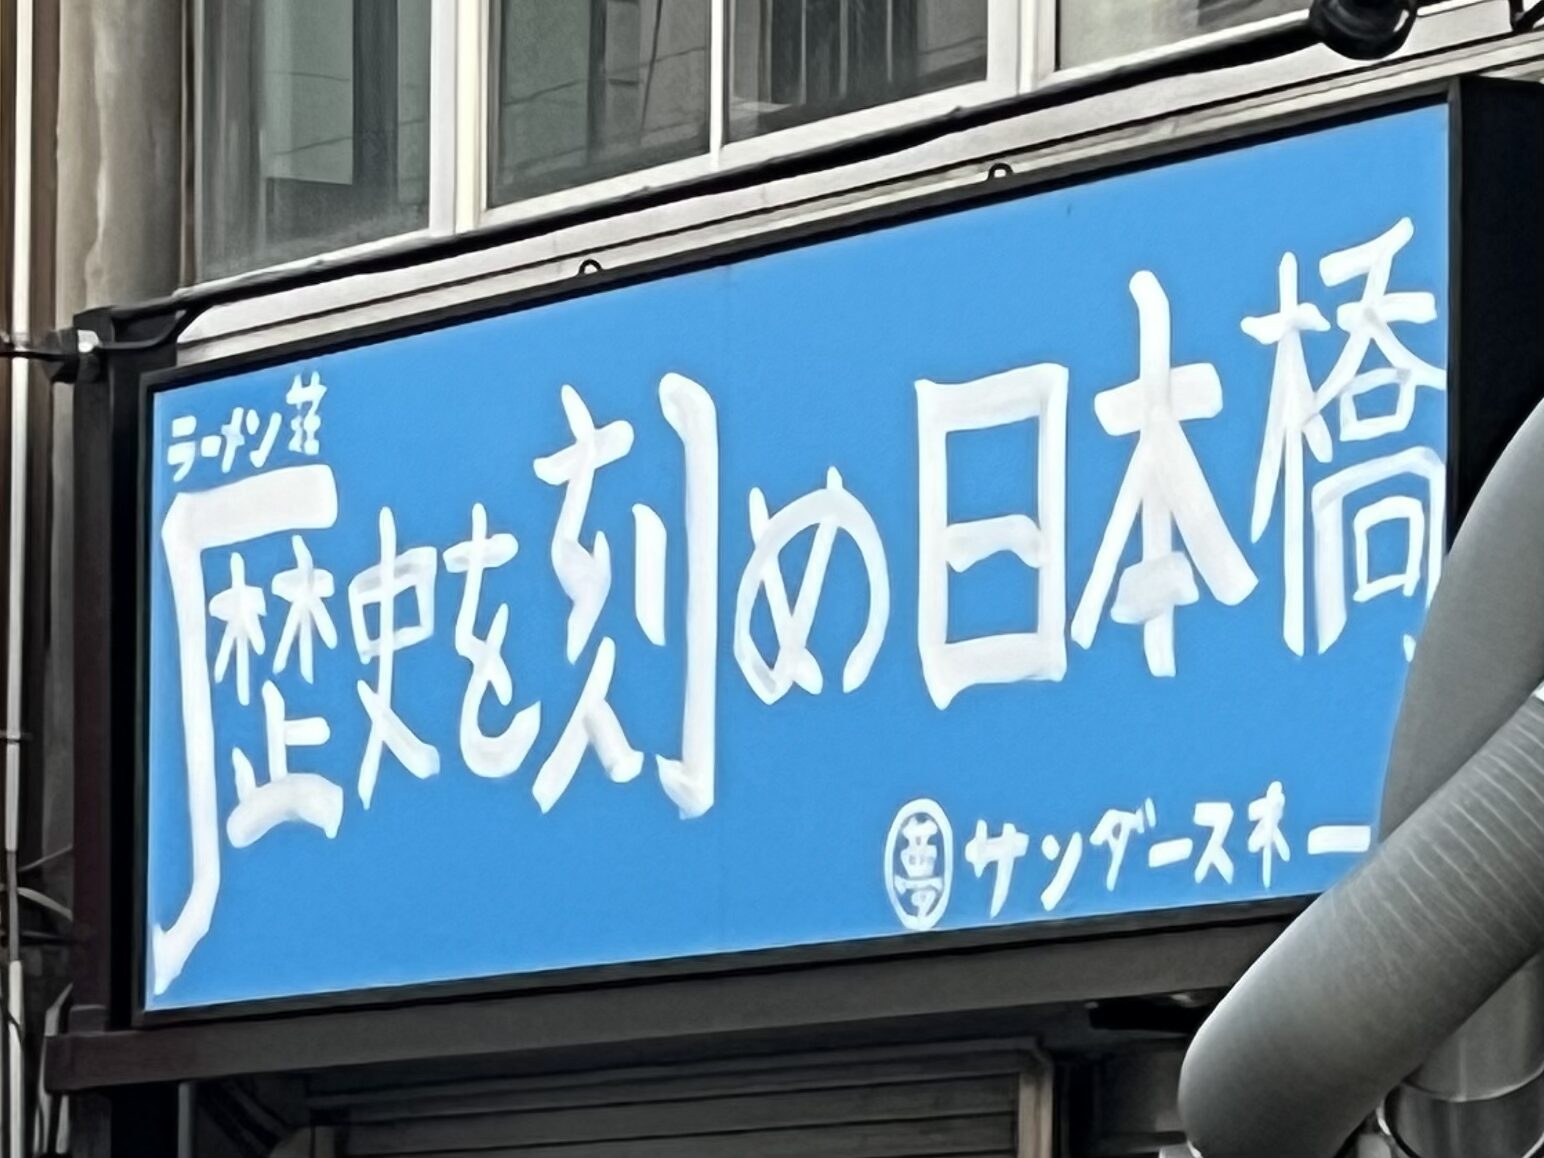 ラーメン荘
歴史を刻め日本橋
夢 サンダースネー